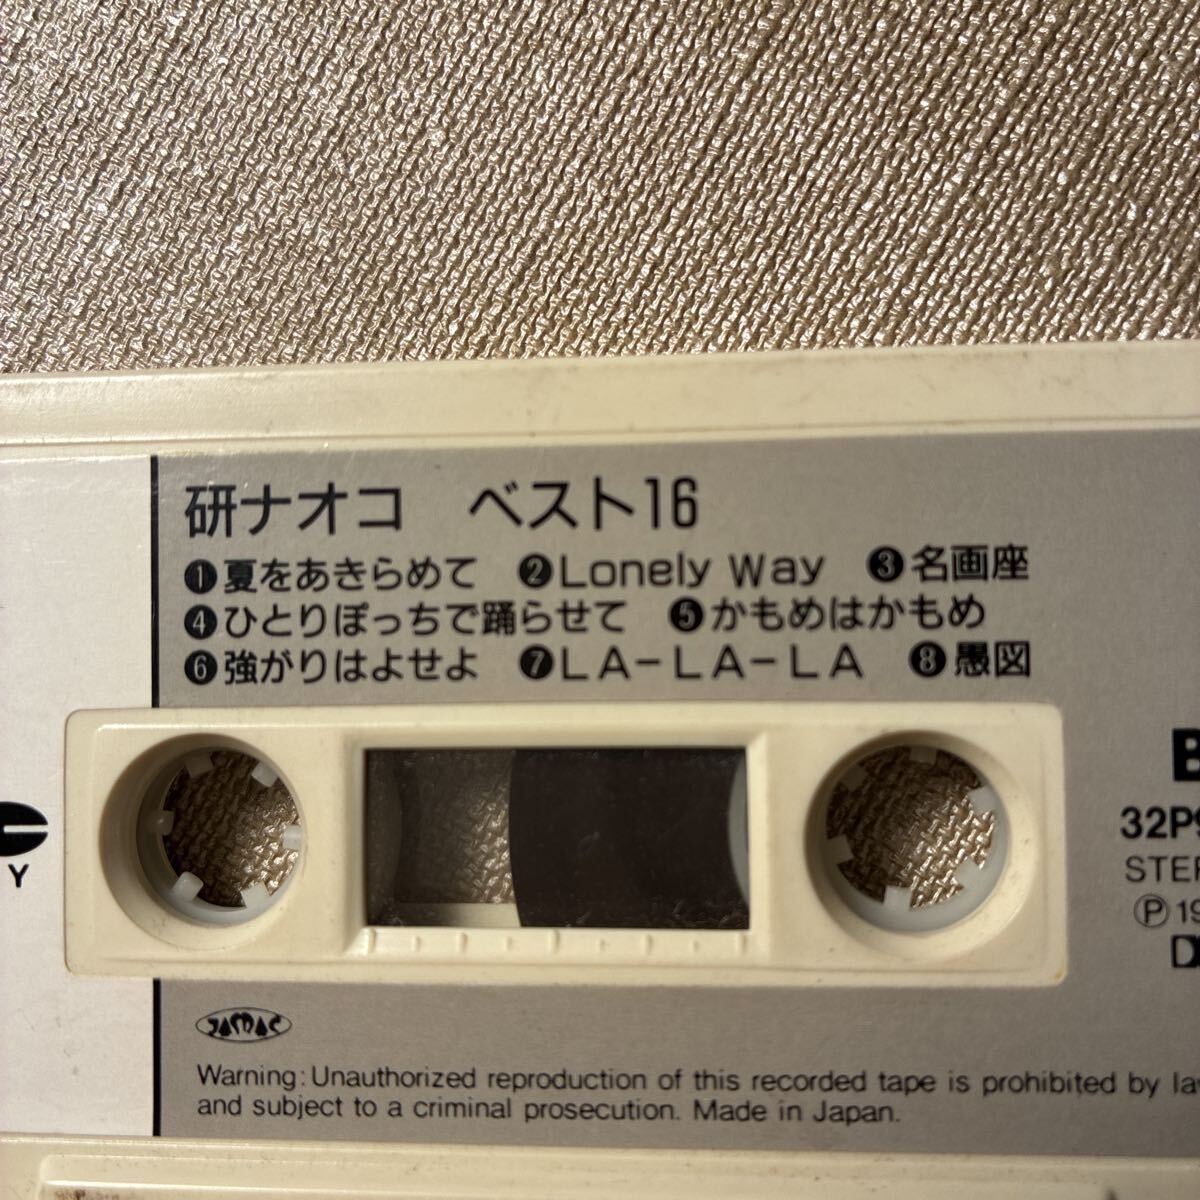 研ナオコ ベスト16
❶夏をあきらめて ❷Lonely Way ❸名画座
❹ひとりぽっちで踊らせて ❺かもめはかもめ
❻強がりはよせよ ❼LA-LA-LA ❽愚図
B
32P
STE
Ⓟ19
Y
JAMAC
Warning: Unauthorized reproduction of this recorded tape is prohibited by la
and subject to a criminal prosecution. Made in Japan.